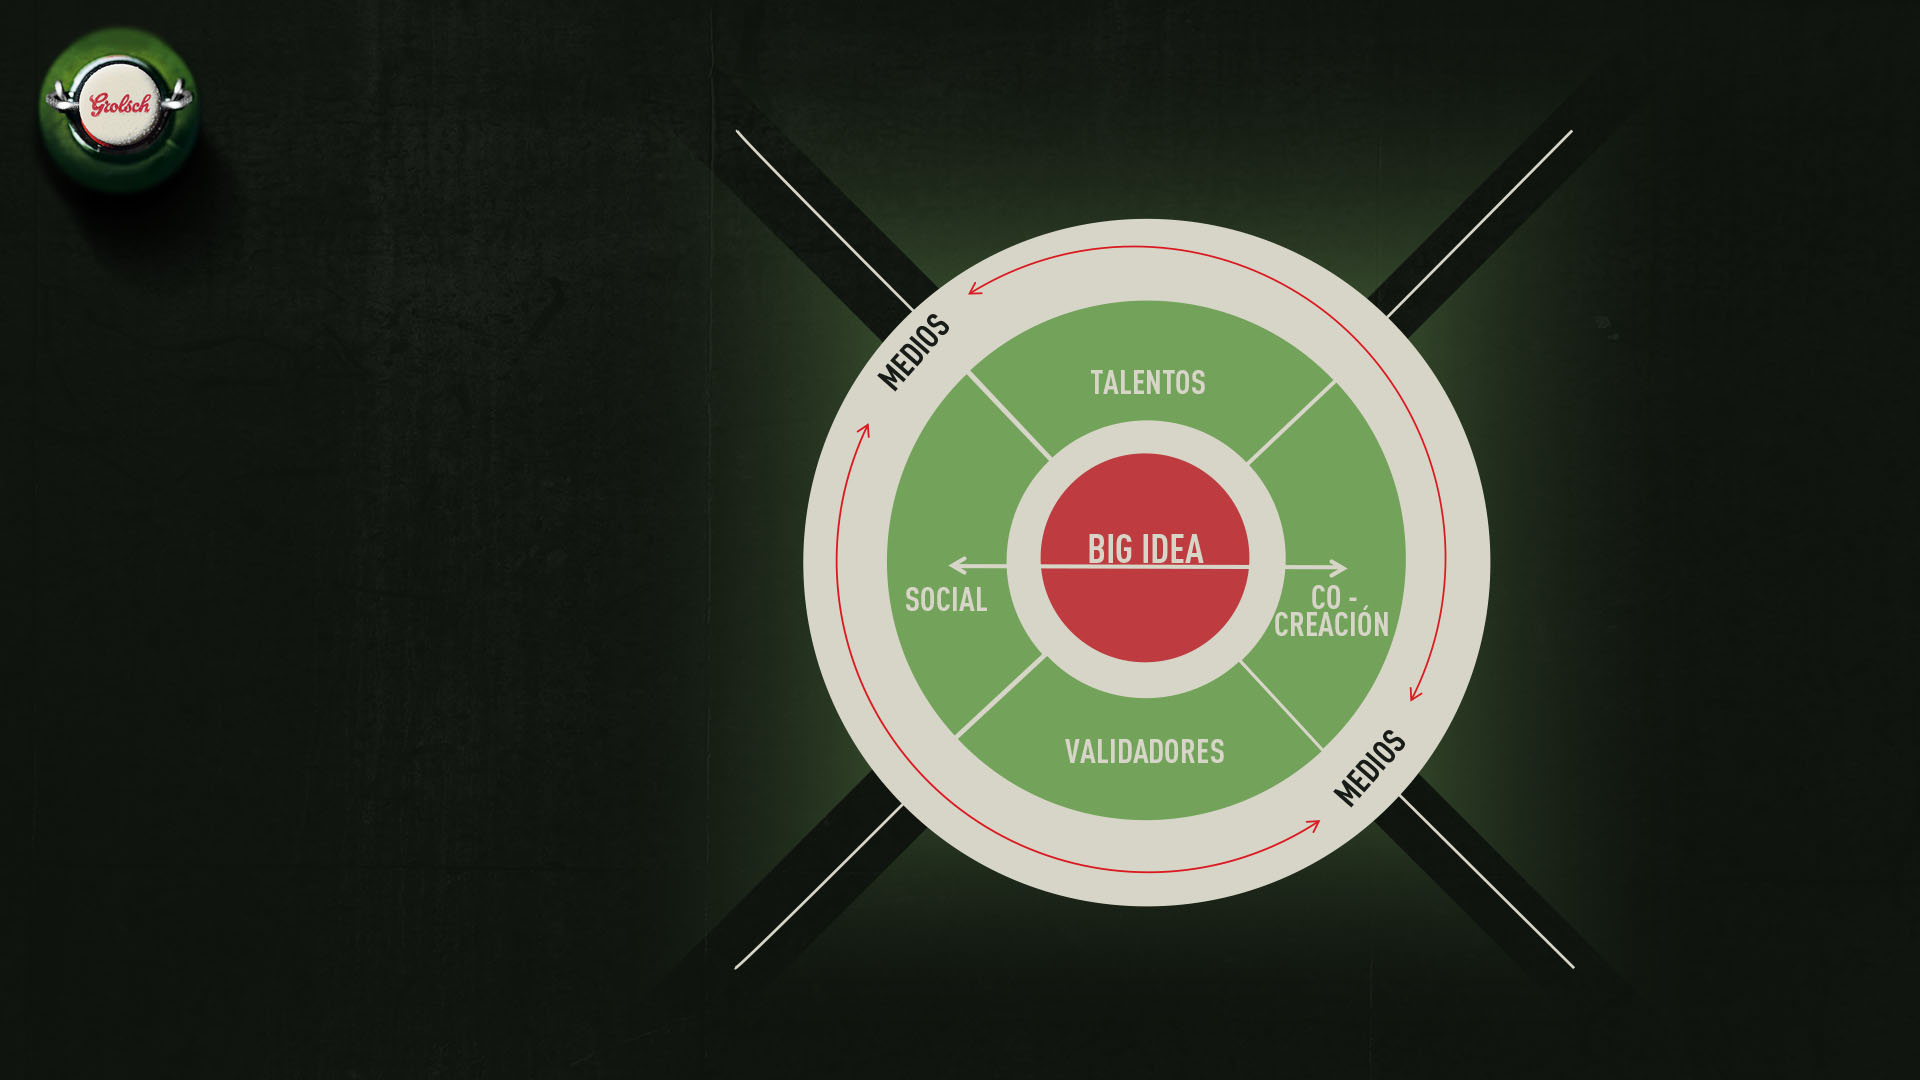 Grolsch
MEDIOS
TALENTOS
BIG IDEA
SOCIAL
CO -
CREACIÓN
VALIDADORES
MEDIOS